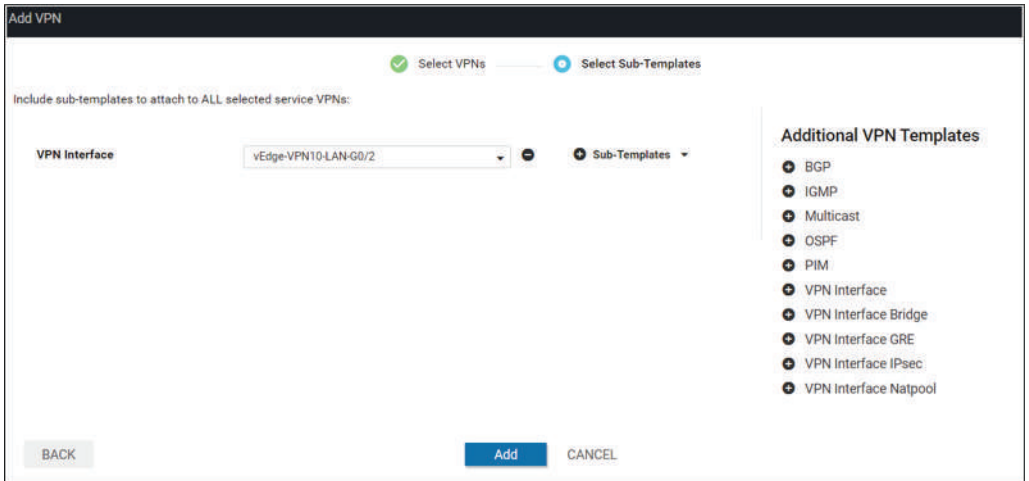 Add VPN
Select VPNs
Select Sub-Templates
Include sub-templates to attach to ALL selected service VPNs:
VPN Interface
vEdge-VPN10-LAN-G0/2
Sub-Templates
Additional VPN Templates
BGP
IGMP
Multicast
OSPF
PIM
VPN Interface
VPN Interface Bridge
VPN Interface GRE
VPN Interface IPsec
VPN Interface Natpool
BACK
Add
CANCEL